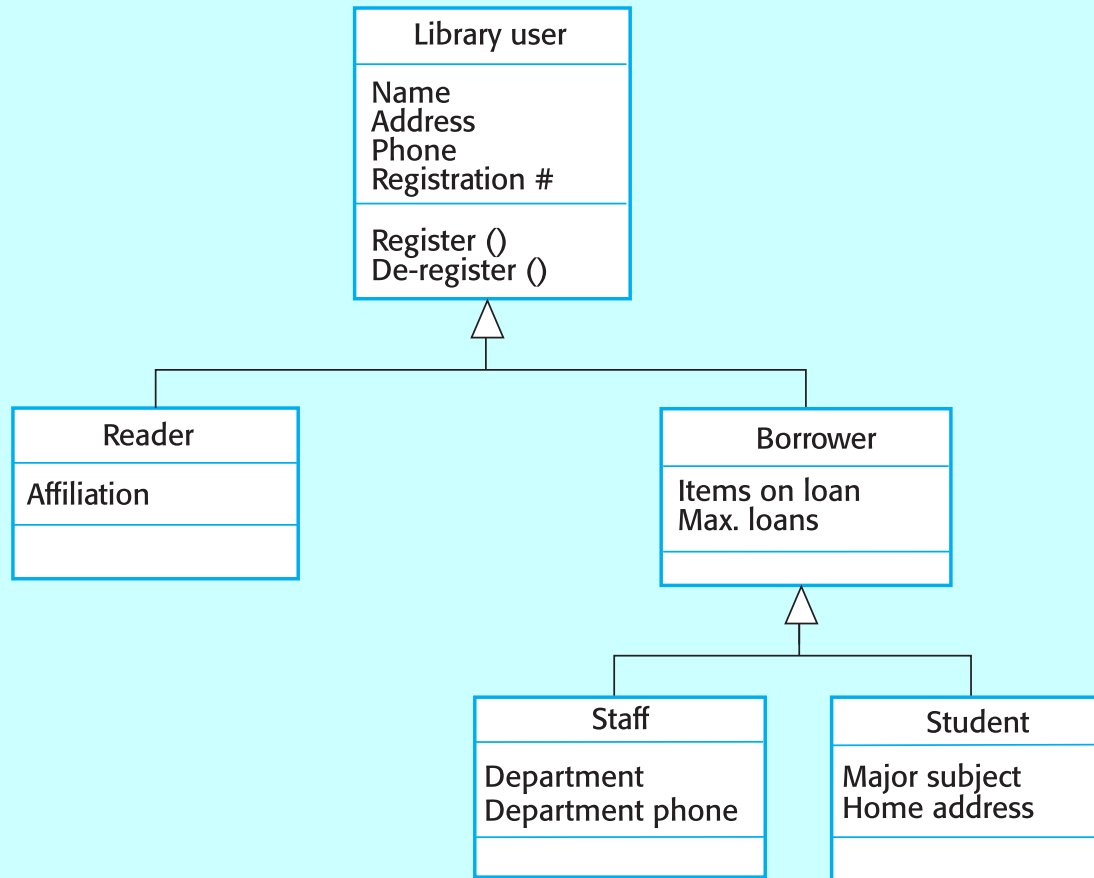 Library user
Name
Address
Phone
Registration #
Register ()
De-register ()
Reader
Affiliation
Borrower
Items on loan
Max. loans
Staff
Department
Department phone
Student
Major subject
Home address